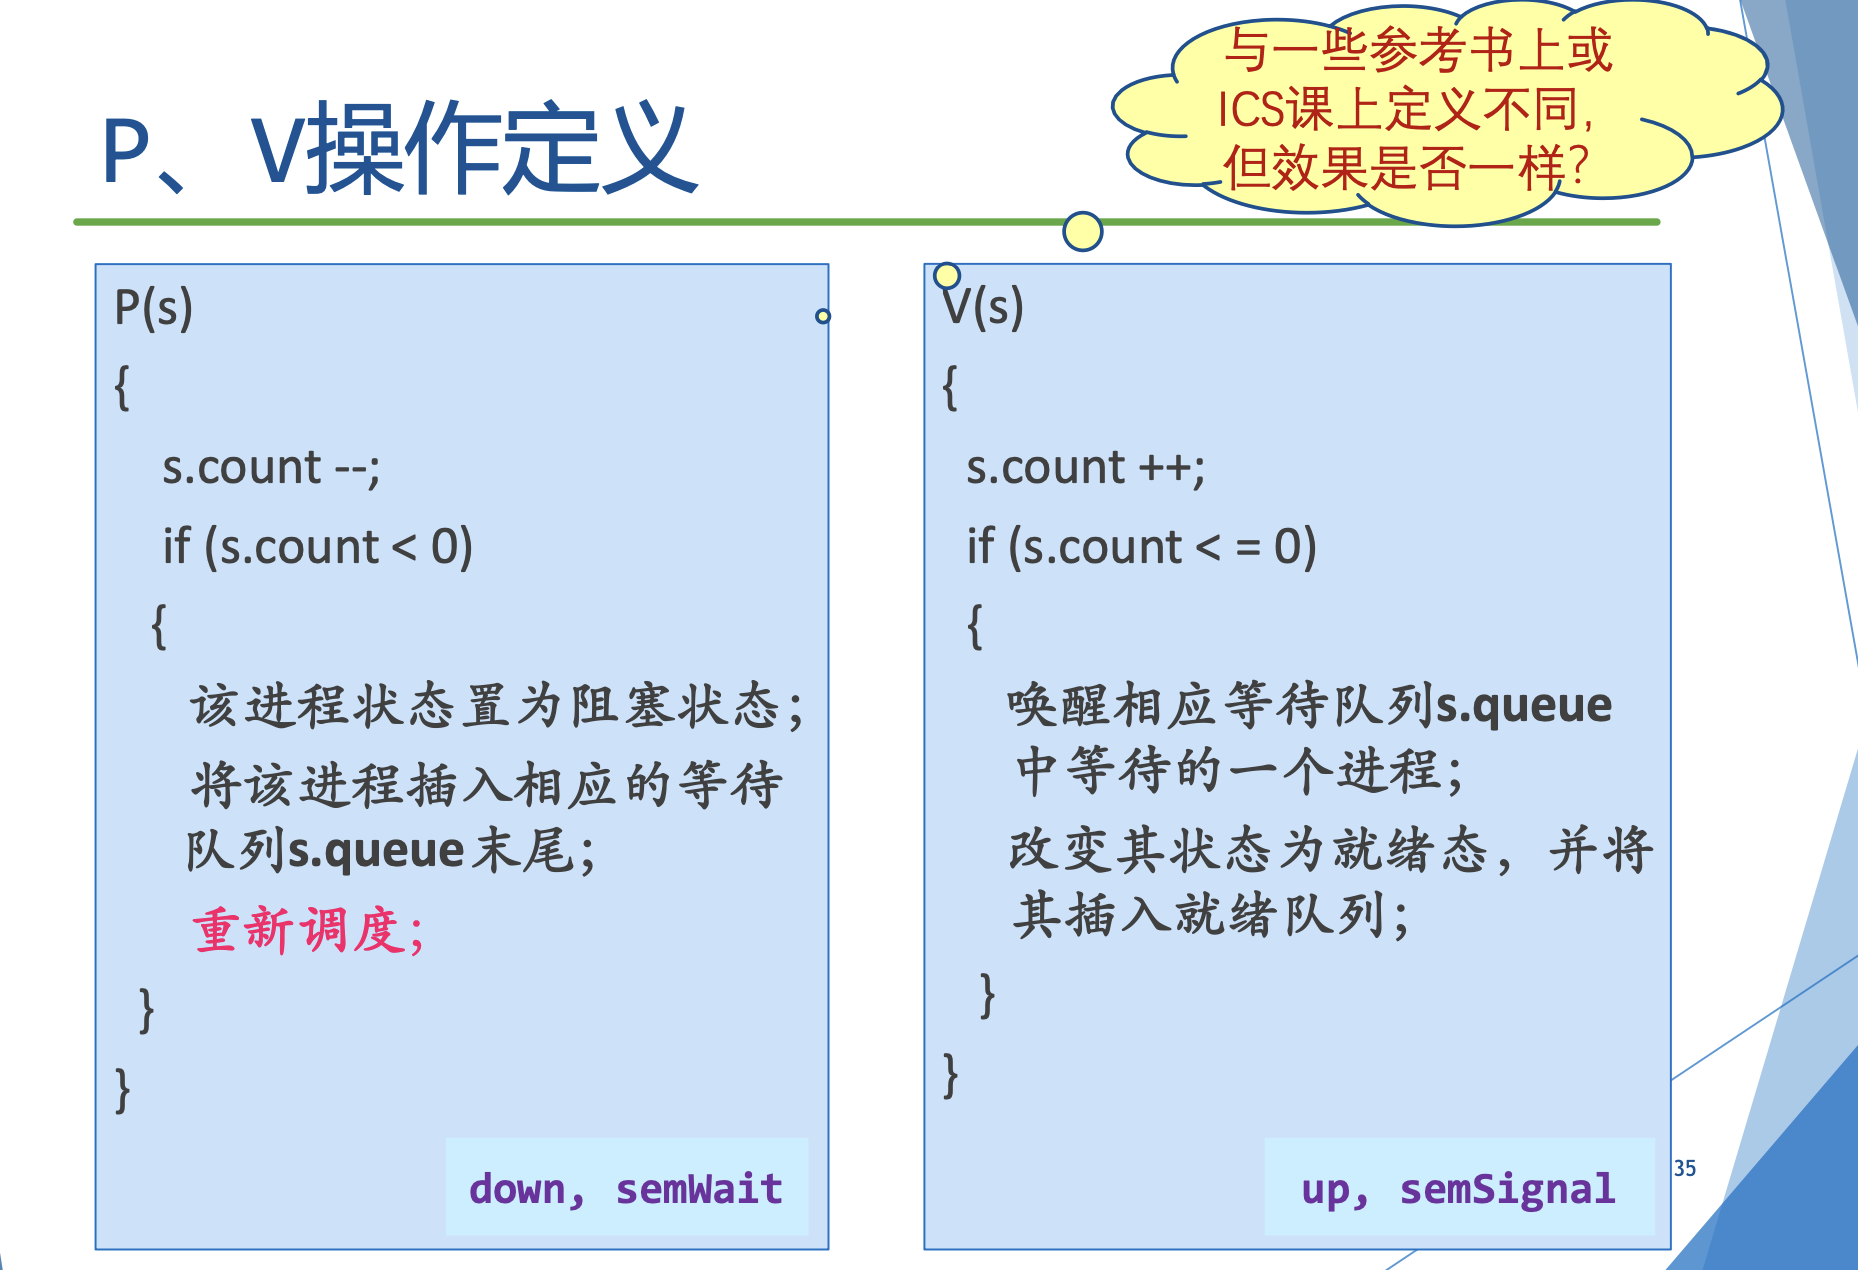 与一些参考书上或
ICS课上定义不同，
但效果是否一样？
P、V操作定义
P(s)
{
s.count --;
if (s.count < 0)
{
该进程状态置为阻塞状态；
将该进程插入相应的等待
队列s.queue末尾；
重新调度；
}
}
down, semWait
V(s)
{
s.count ++;
if (s.count < = 0)
{
唤醒相应等待队列s.queue
中等待的一个进程；
改变其状态为就绪态，并将
其插入就绪队列；
}
}
up, semSignal
35